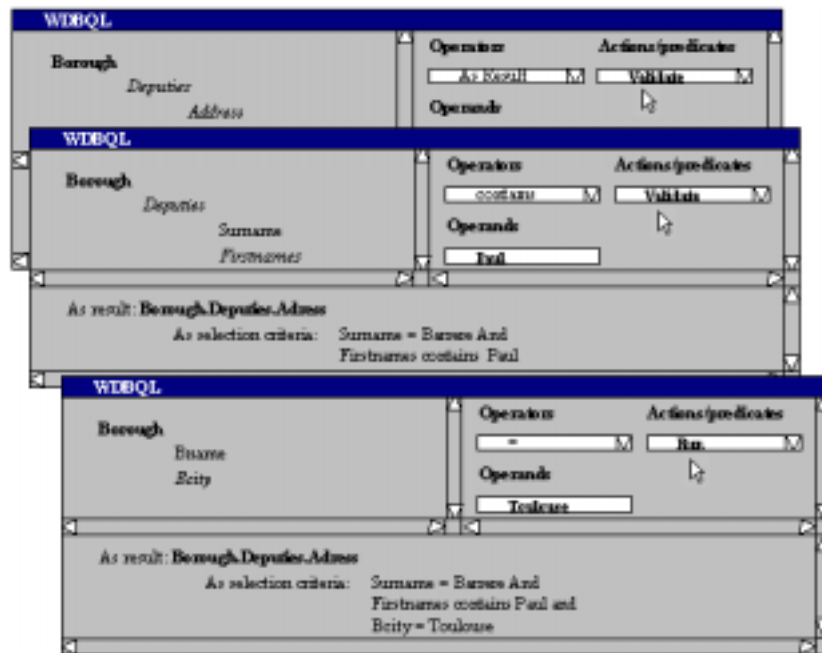 WDBQL
Borough
Deputies
Address
Operators
Actions/predicates
As Result
Validate
Operands
WDBQL
Borough
Deputies
Surname
Firstnames
Operators
Actions/predicates
contains
Validate
Operands
Paul
As result: Borough.Deputies.Adress
As selection criteria: Surname = Barrere And
Firstnames contains Paul
WDBQL
Borough
Bname
Bcity
Operators
Actions/predicates
=
Run
Operands
Toulouse
As result: Borough.Deputies.Adress
As selection criteria: Surname = Barrere And
Firstnames contains Paul and
Bcity = Toulouse